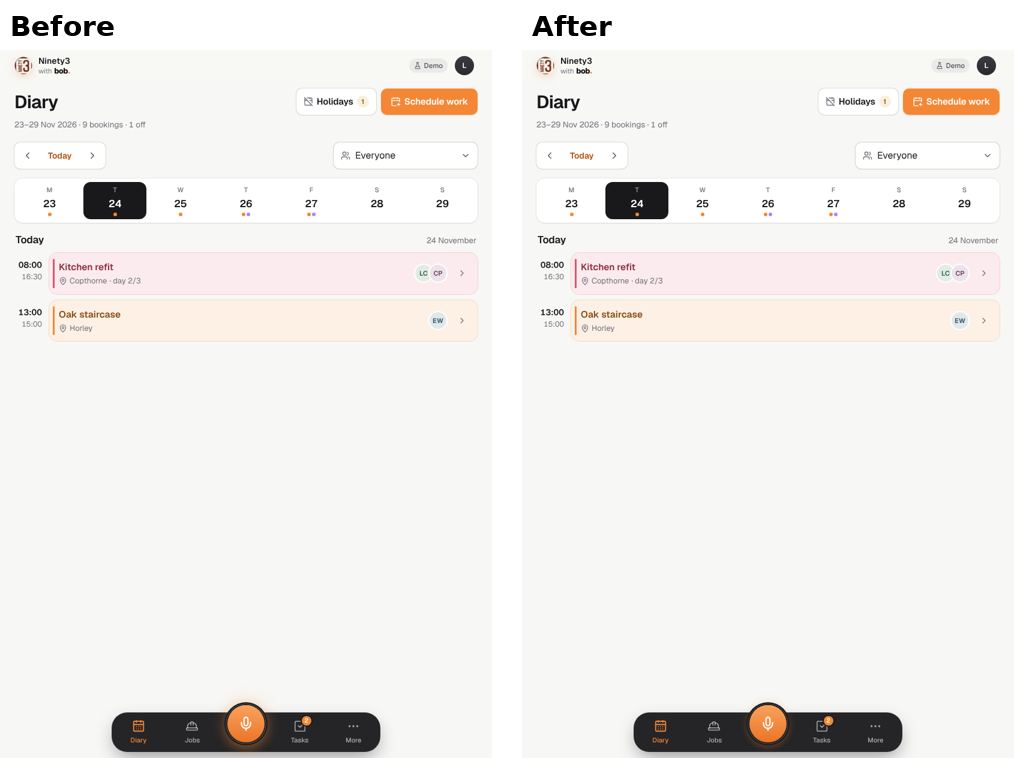 Before
Ninety3
with bob.
Demo
L
Diary
Holidays 1
Schedule work
23–29 Nov 2026 · 9 bookings · 1 off
Today
Everyone
M T W T F S S
23 24 25 26 27 28 29
Today
24 November
08:00
16:30
Kitchen refit
Copthorne · day 2/3
LC CP
13:00
15:00
Oak staircase
Horley
EW
2
Diary Jobs Tasks More
After
Ninety3
with bob.
Demo
L
Diary
Holidays 1
Schedule work
23–29 Nov 2026 · 9 bookings · 1 off
Today
Everyone
M T W T F S S
23 24 25 26 27 28 29
Today
24 November
08:00
16:30
Kitchen refit
Copthorne · day 2/3
LC CP
13:00
15:00
Oak staircase
Horley
EW
2
Diary Jobs Tasks More